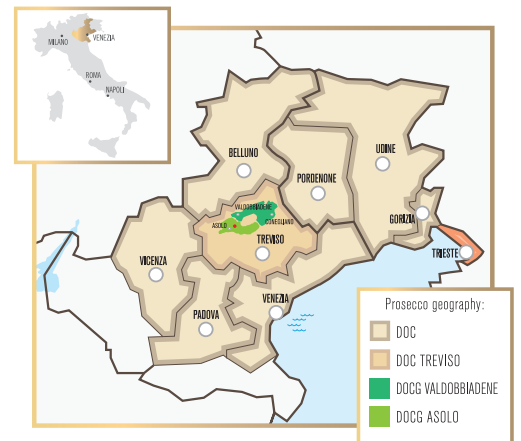 MILANO
VENEZIA
ROMA
NAPOLI
BELLUNO
UDINE
PORDENONE
VALDOBBIADENE
CONEGLIANO
ASOLO
GORIZIA
TREVISO
TRIESTE
VICENZA
VENEZIA
PADOVA
Prosecco geography:
DOC
DOC TREVISO
DOCG VALDOBBIADENE
DOCG ASOLO